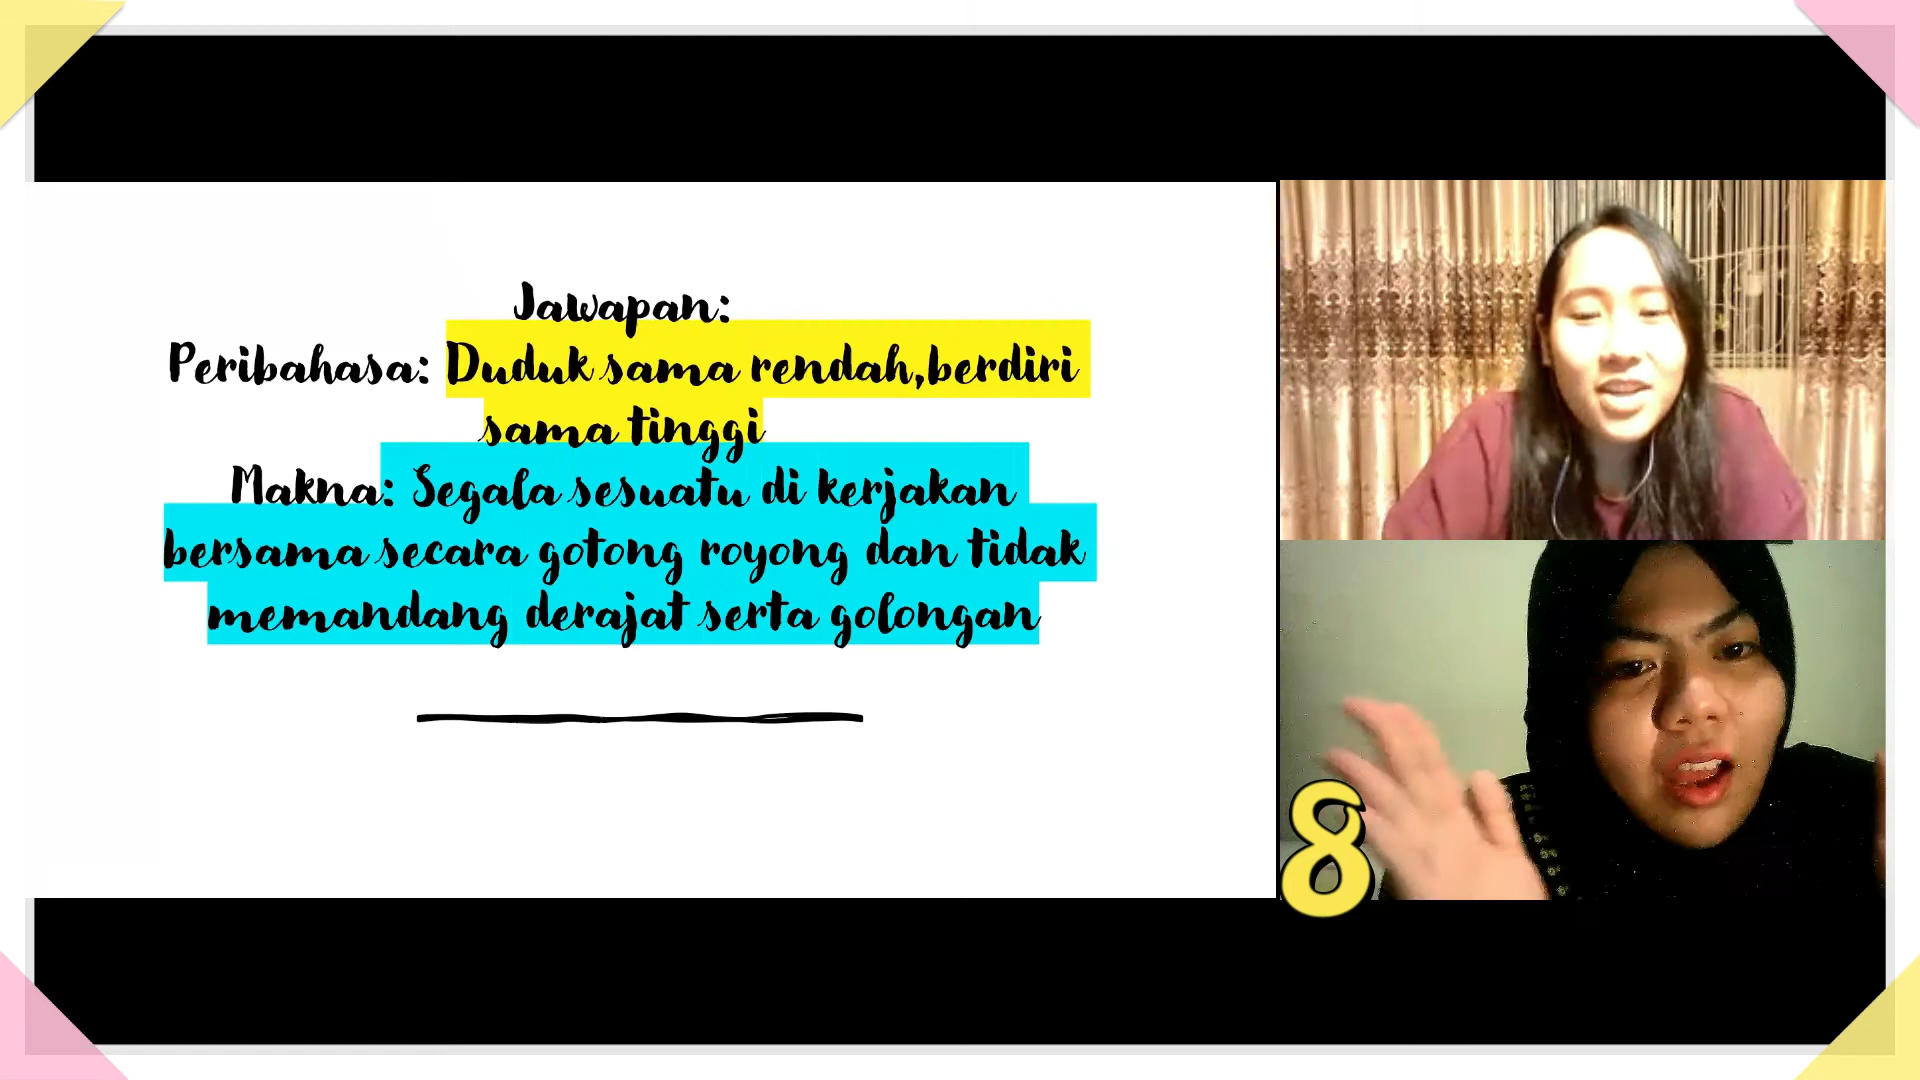 Jawapan:
Peribahasa: Duduk sama rendah,berdiri
sama tinggi
Makna: Segala sesuatu di kerjakan
bersama secara gotong royong dan tidak
memandang derajat serta golongan
8